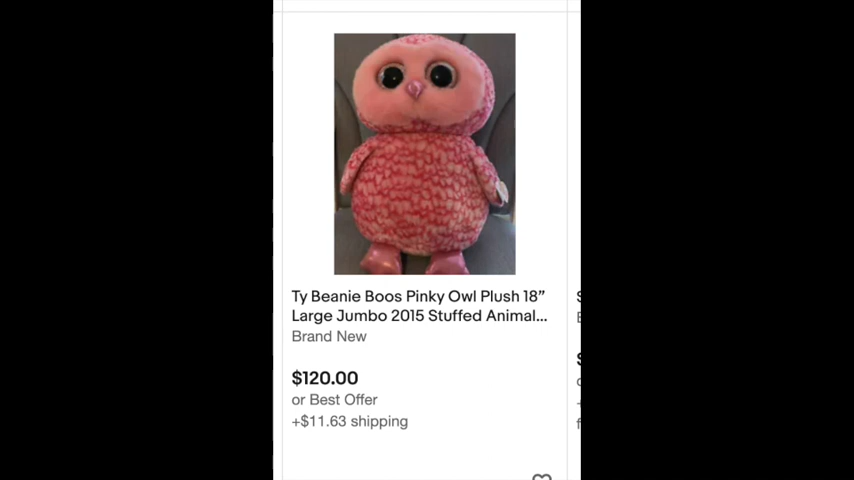 Ty Beanie Boos Pinky Owl Plush 18”
Large Jumbo 2015 Stuffed Animal...
Brand New
$120.00
or Best Offer
+$11.63 shipping